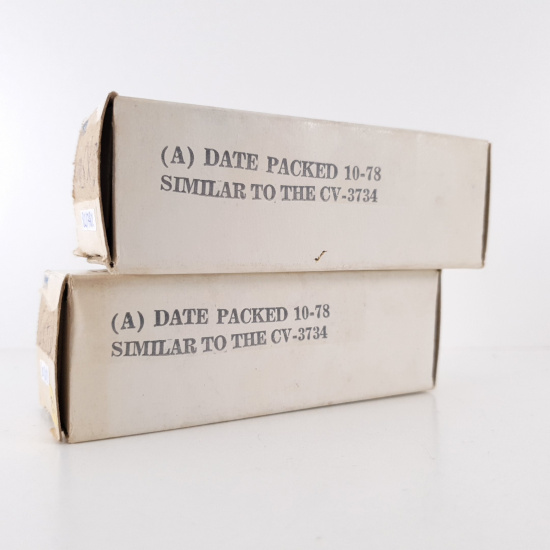 (A) DATE PACKED 10-78
SIMILAR TO THE CV-3734
(A) DATE PACKED 10-78
SIMILAR TO THE CV-3734